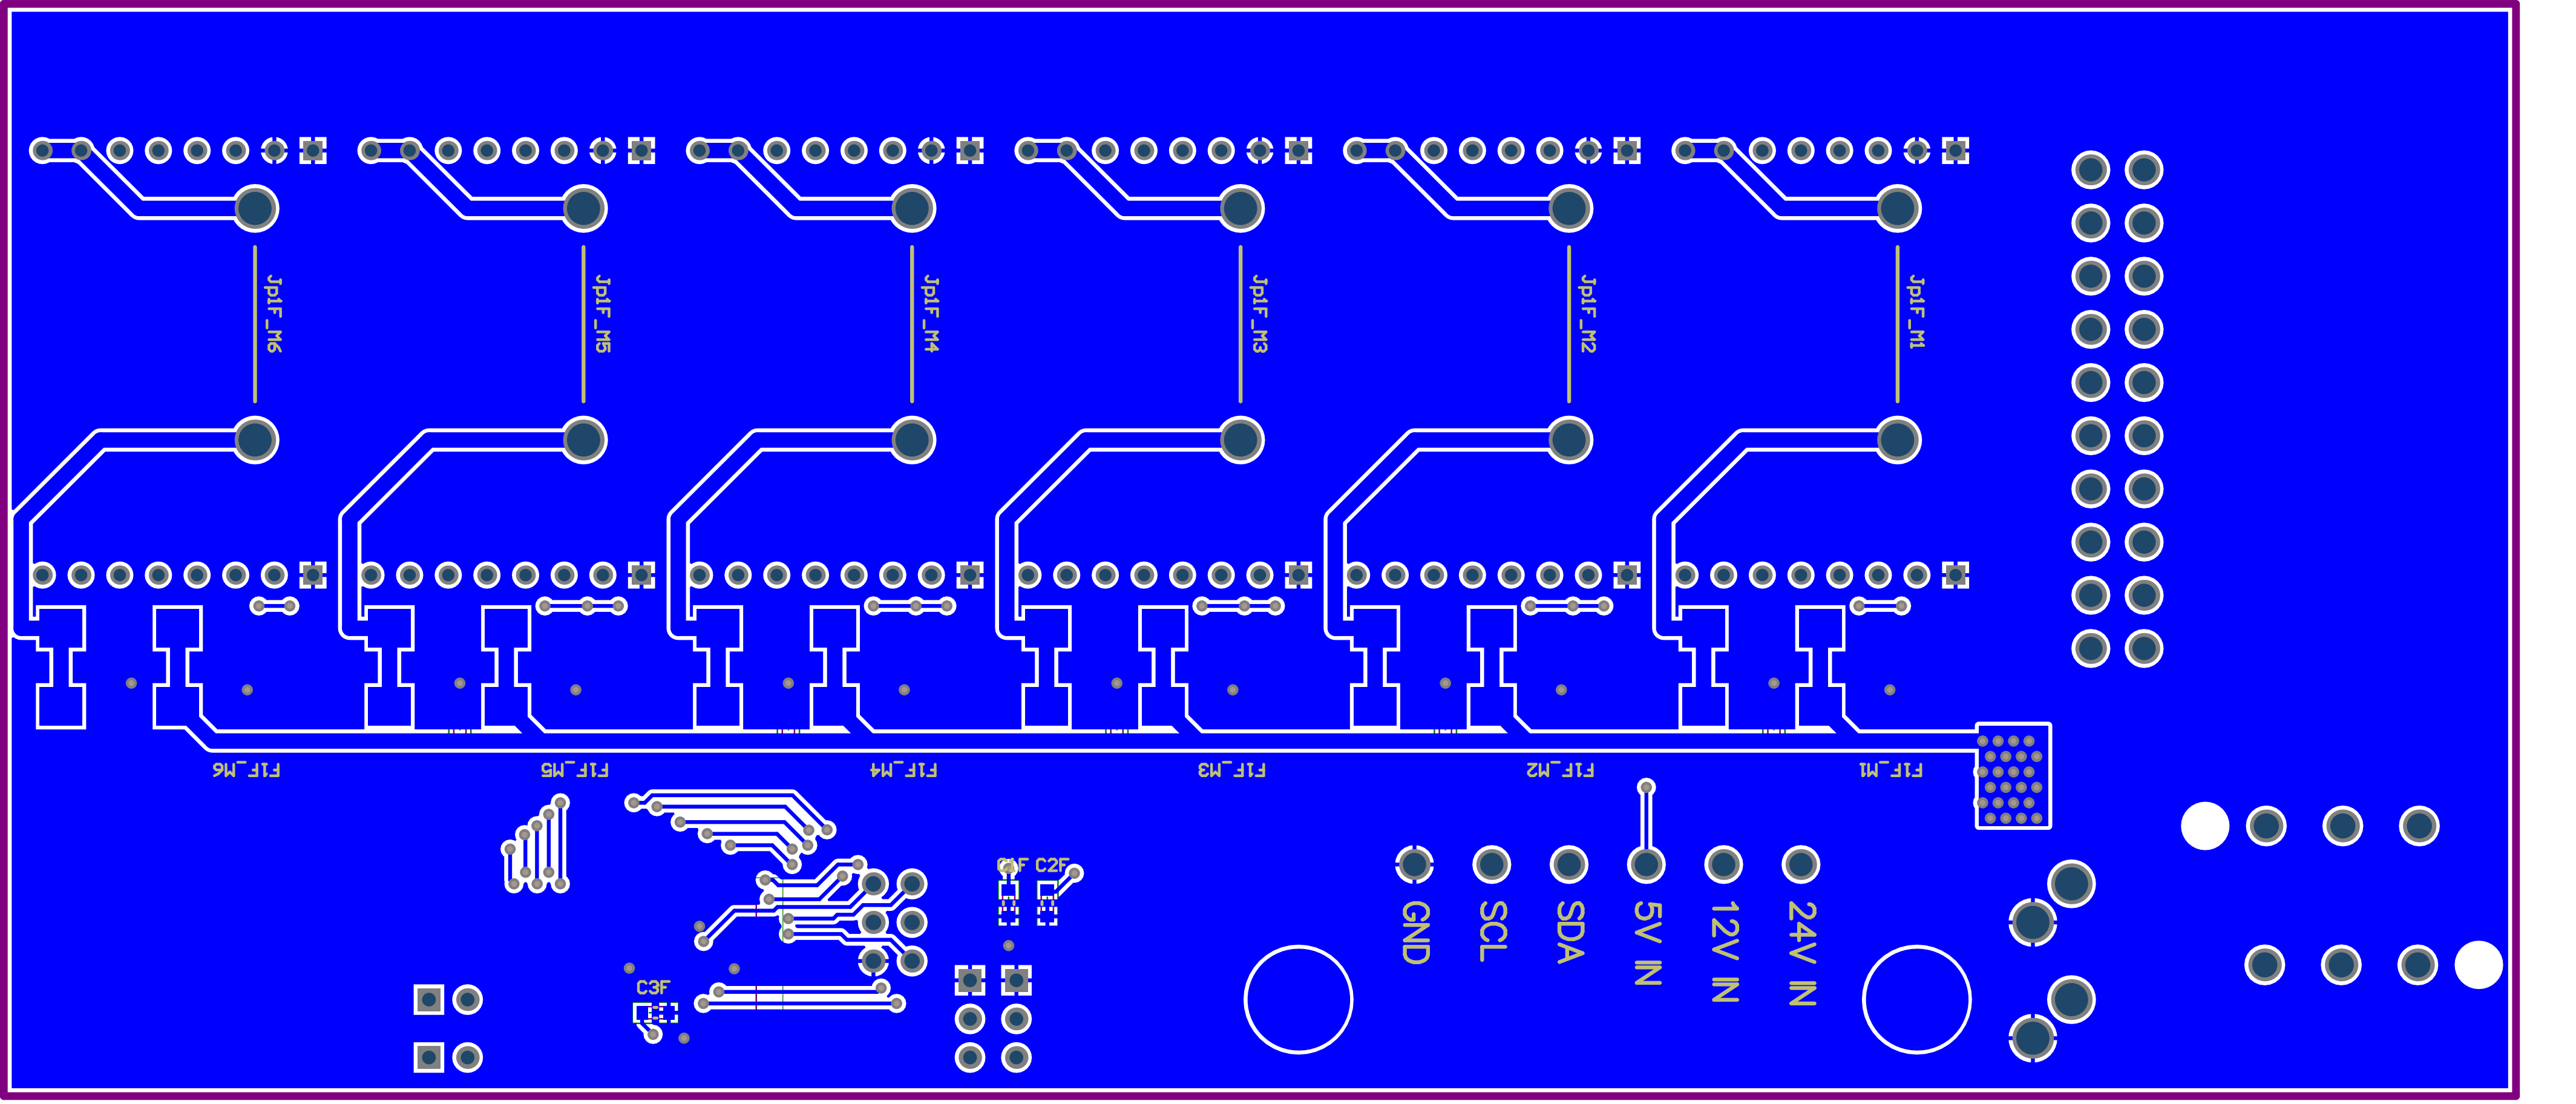 Jp1F_M6
Jp1F_M5
Jp1F_M4
Jp1F_M3
Jp1F_M2
Jp1F_M1
F1F_M6
F1F_M5
F1F_M4
F1F_M3
F1F_M2
F1F_M1
C1F C2F
GND
SCL
SDA
5V IN
12V IN
24V IN
C3F